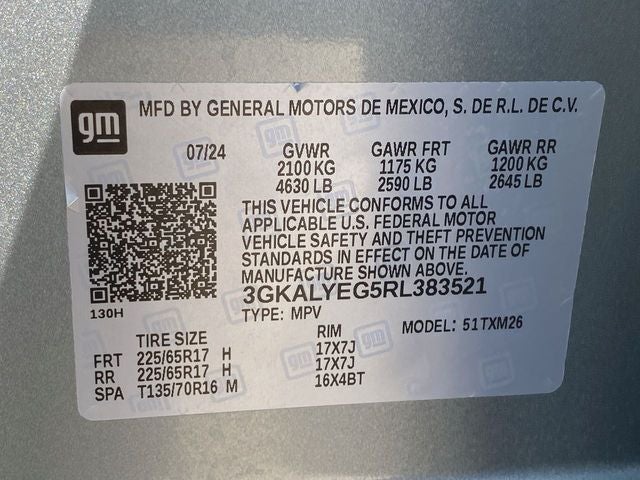 gm
MFD BY GENERAL MOTORS DE MEXICO, S. DE R.L. DE C.V.
07/24 GVWR GAWR FRT GAWR RR
2100 KG 1175 KG 1200 KG
4630 LB 2590 LB 2645 LB
THIS VEHICLE CONFORMS TO ALL
APPLICABLE U.S. FEDERAL MOTOR
VEHICLE SAFETY AND THEFT PREVENTION
STANDARDS IN EFFECT ON THE DATE OF
MANUFACTURE SHOWN ABOVE.
130H
3GKALYEG5RL383521
TYPE: MPV MODEL: 51TXM26
TIRE SIZE RIM
FRT 225/65R17 H 17X7J
RR 225/65R17 H 17X7J
SPA T135/70R16 M 16X4BT